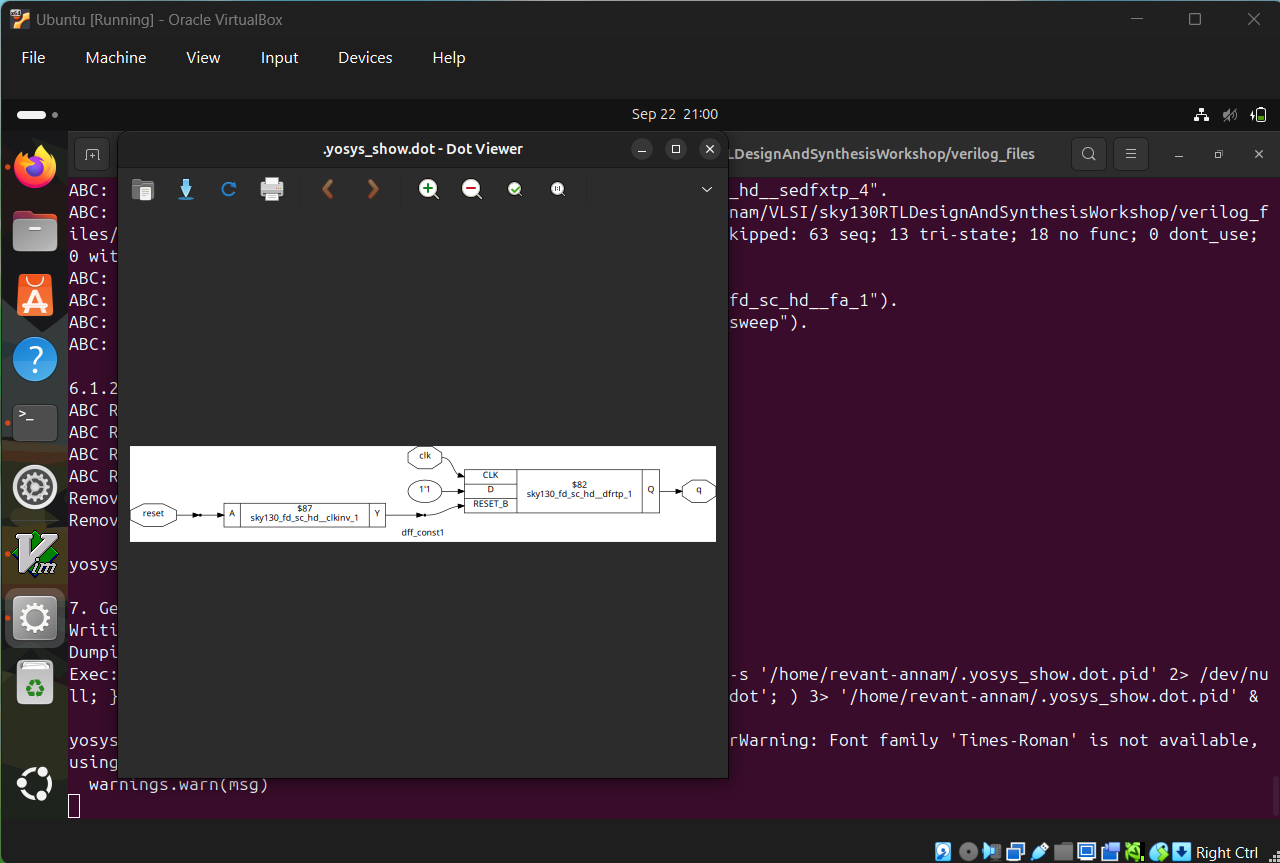 Ubuntu [Running] - Oracle VirtualBox
File Machine View Input Devices Help
Sep 22 21:00
.yosys_show.dot - Dot Viewer
LDesignAndSynthesisWorkshop/verilog_files
ABC: _hd__sedfxtp_4".
ABC: nam/VLSI/sky130RTLDesignAndSynthesisWorkshop/verilog_f
iles/ kipped: 63 seq; 13 tri-state; 18 no func; 0 dont_use;
0 wit
ABC:
ABC: fd_sc_hd__fa_1").
ABC: sweep").
ABC:
6.1.2
ABC R
ABC R
ABC R
ABC R
Remov
Remov
yosys
7. Ge
Writi
Dumpi
Exec: -s '/home/revant-annam/.yosys_show.dot.pid' 2> /dev/nu
ll; } dot'; ) 3> '/home/revant-annam/.yosys_show.dot.pid' &
yosys rWarning: Font family 'Times-Roman' is not available,
using
warnings.warn(msg)
clk
1'1
reset
A
$87
sky130_fd_sc_hd__clkinv_1
Y
CLK
D
RESET_B
$82
sky130_fd_sc_hd__dfrtp_1
Q
q
dff_const1
Vim
Right Ctrl